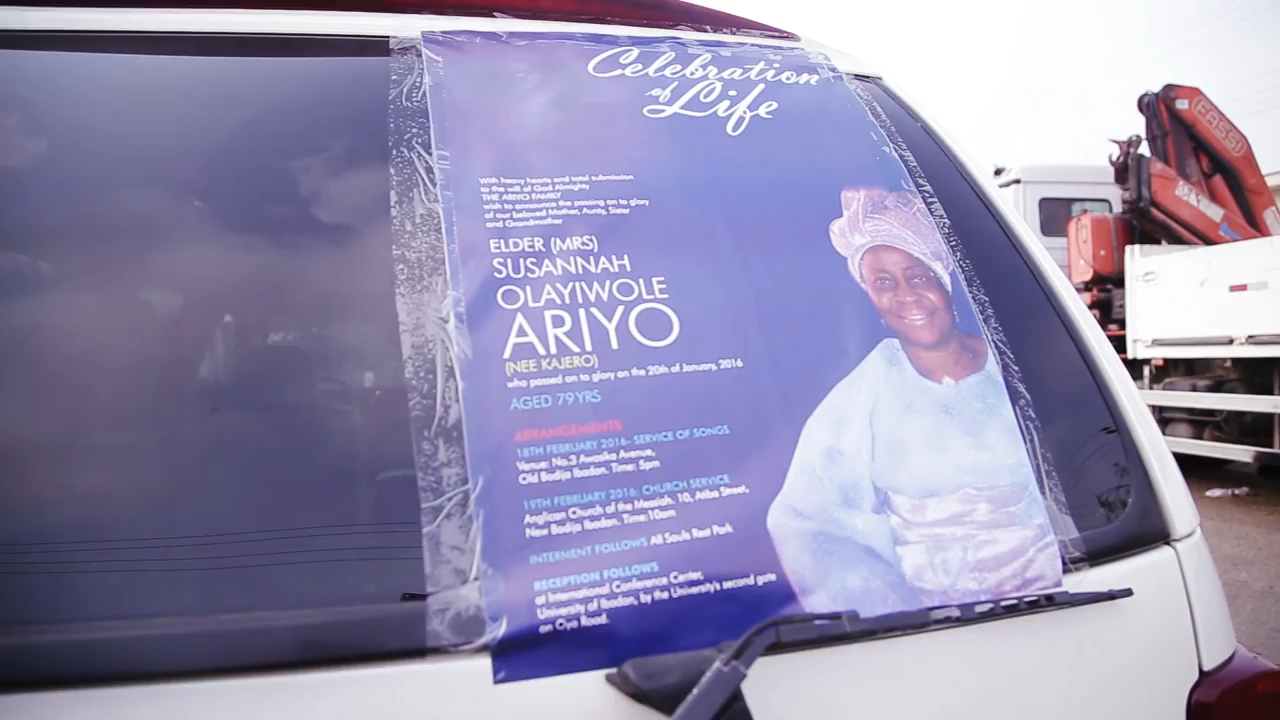 Celebration
of Life
With heavy hearts and total submission
to the will of God Almighty
THE ARIYO FAMILY
wish to announce the passing on to glory
of our beloved Mother, Aunty, Sister
and Grandmother
ELDER (MRS)
SUSANNAH
OLAYIWOLE
ARIYO
(NEE KAJERO)
who passed on to glory on the 20th of January, 2016
AGED 79YRS
ARRANGEMENTS
18TH FEBRUARY 2016- SERVICE OF SONGS
Venue: No.3 Awosika Avenue,
Old Bodija Ibadan. Time: 5pm
19TH FEBRUARY 2016: CHURCH SERVICE
Anglican Church of the Messiah. 10, Atiba Street,
New Bodija Ibadan. Time:10am
INTERMENT FOLLOWS All Souls Rest Park
RECEPTION FOLLOWS
at International Conference Center,
University of Ibadan, by the University's second gate
on Oyo Road.
FASSI